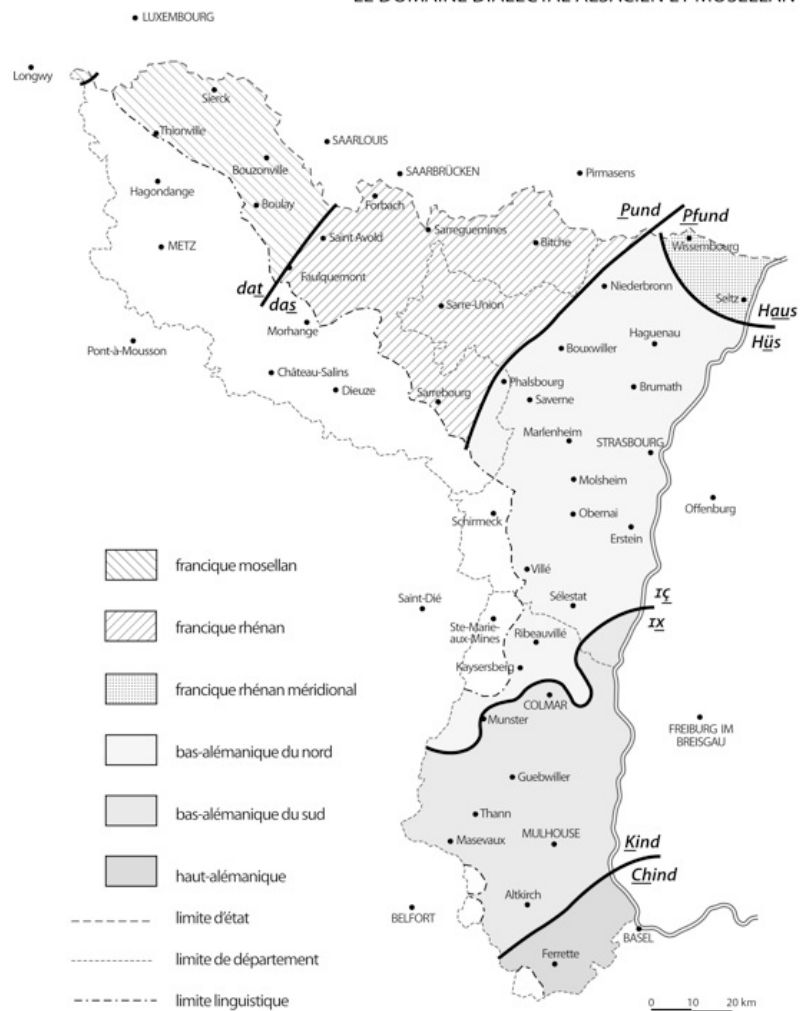 LE DOMAINE DIALECTAL ALSACIEN ET MOSELLAN
LUXEMBOURG
Longwy
Sierck
Thionville
SAARLOUIS
Bouzonville
SAARBRÜCKEN
Pirmasens
Hagondange
Forbach
Boulay
Pund
Pfund
Sarreguemines
Saint Avold
Bitche
Wissembourg
METZ
Faulquemont
dat
das
Niederbronn
Seltz
Sarre-Union
Haus
Hüs
Morhange
Haguenau
Pont-à-Mousson
Bouxwiller
Château-Salins
Dieuze
Phalsbourg
Brumath
Sarrebourg
Saverne
Marlenheim
STRASBOURG
Molsheim
Offenburg
Schirmeck
Obernai
Erstein
francique mosellan
Villé
Saint-Dié
Sélestat
ɪç
ɪx
francique rhénan
Ste-Marie-
aux-Mines
Ribeauvillé
Kaysersberg
francique rhénan méridional
COLMAR
Munster
FREIBURG IM
BREISGAU
bas-alémanique du nord
Guebwiller
bas-alémanique du sud
Thann
Masevaux
MULHOUSE
Kind
Chind
haut-alémanique
Altkirch
BELFORT
limite d'état
BASEL
limite de département
Ferrette
limite linguistique
0 10 20 km